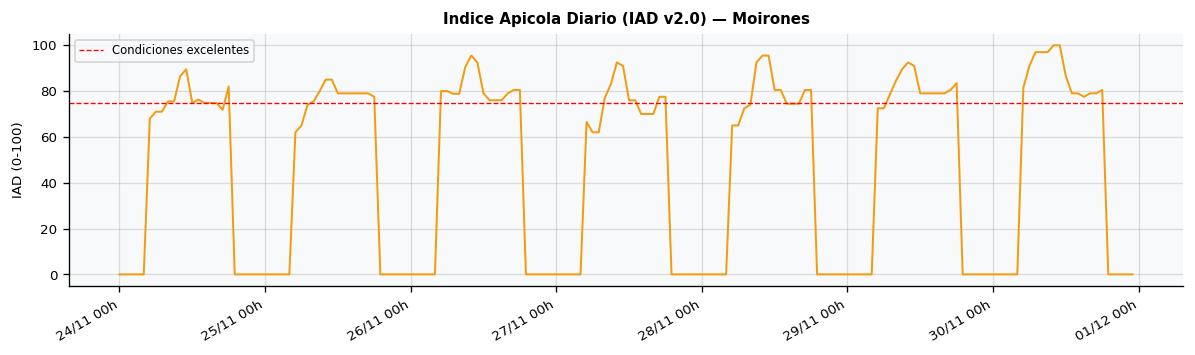 Indice Apicola Diario (IAD v2.0) — Moirones
Condiciones excelentes
IAD (0-100)
100
80
60
40
20
0
24/11 00h
25/11 00h
26/11 00h
27/11 00h
28/11 00h
29/11 00h
30/11 00h
01/12 00h